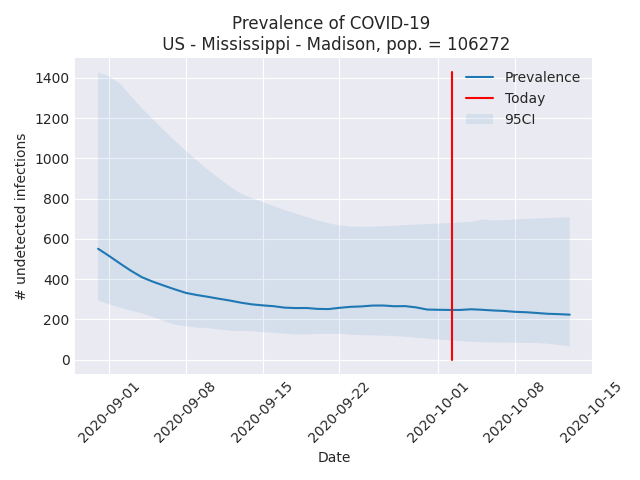 Prevalence of COVID-19
US - Mississippi - Madison, pop. = 106272
Prevalence
Today
95CI
# undetected infections
1400
1200
1000
800
600
400
200
0
2020-09-01
2020-09-08
2020-09-15
2020-09-22
2020-10-01
2020-10-08
2020-10-15
Date